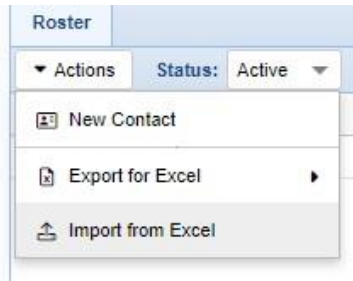 Roster
Actions Status: Active
New Contact
Export for Excel
Import from Excel